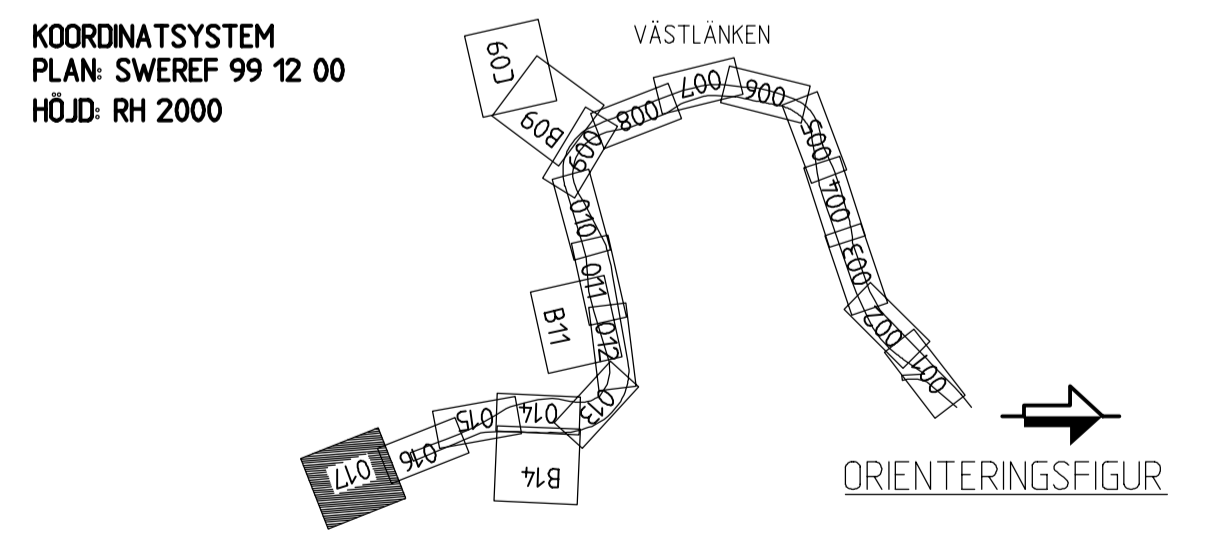 KOORDINATSYSTEM
PLAN: SWEREF 99 12 00
HÖJD: RH 2000
VÄSTLÄNKEN
C09
B09
009
008
007
006
005
004
003
002
001
010
011
B11
012
013
014
B14
015
016
017
ORIENTERINGSFIGUR